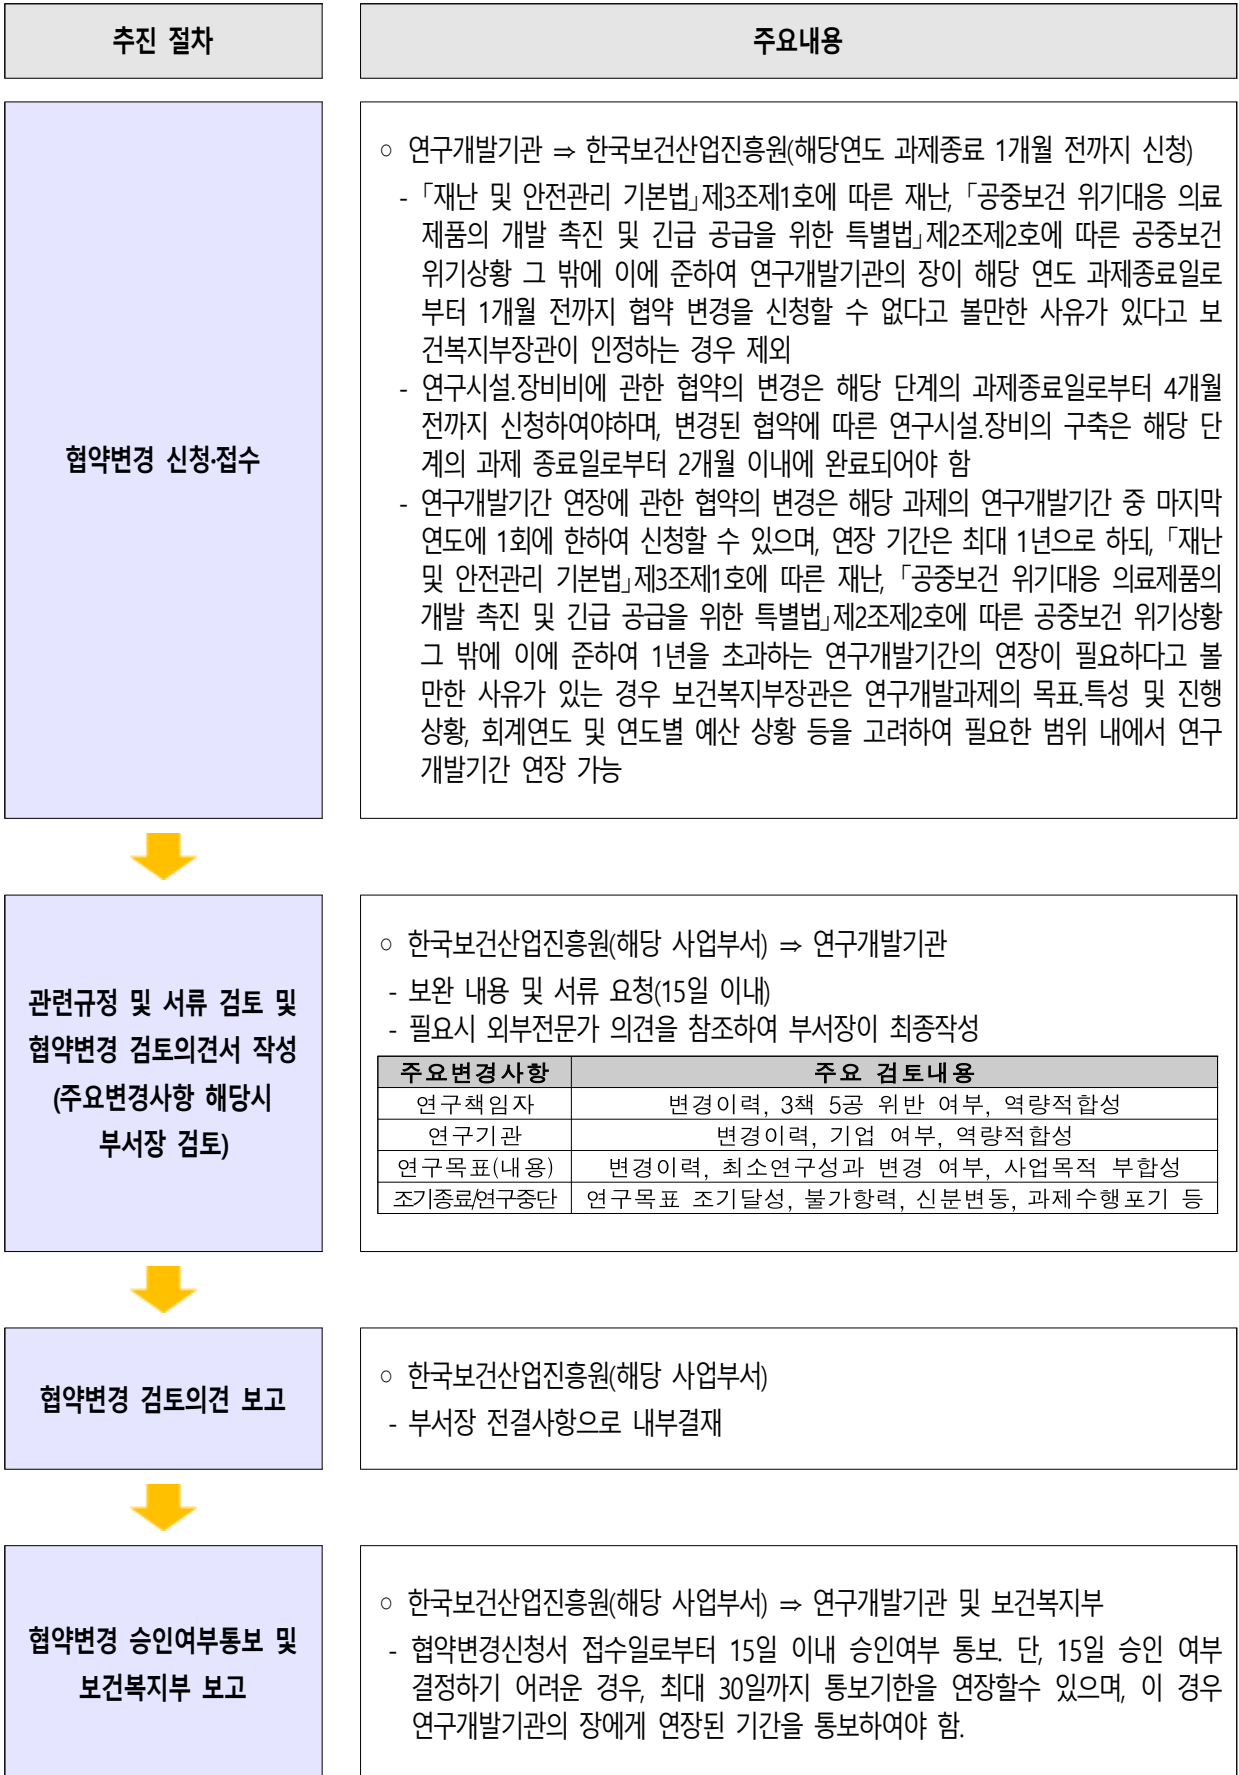 추진 절차
주요내용
협약변경 신청·접수
○ 연구개발기관 ⇒ 한국보건산업진흥원(해당연도 과제종료 1개월 전까지 신청)
- 「재난 및 안전관리 기본법」제3조제1호에 따른 재난, 「공중보건 위기대응 의료
제품의 개발 촉진 및 긴급 공급을 위한 특별법」제2조제2호에 따른 공중보건
위기상황 그 밖에 이에 준하여 연구개발기관의 장이 해당 연도 과제종료일로
부터 1개월 전까지 협약 변경을 신청할 수 없다고 볼만한 사유가 있다고 보
건복지부장관이 인정하는 경우 제외
- 연구시설.장비비에 관한 협약의 변경은 해당 단계의 과제종료일로부터 4개월
전까지 신청하여야하며, 변경된 협약에 따른 연구시설.장비의 구축은 해당 단
계의 과제 종료일로부터 2개월 이내에 완료되어야 함
- 연구개발기간 연장에 관한 협약의 변경은 해당 과제의 연구개발기간 중 마지막
연도에 1회에 한하여 신청할 수 있으며, 연장 기간은 최대 1년으로 하되, 「재난
및 안전관리 기본법」제3조제1호에 따른 재난, 「공중보건 위기대응 의료제품의
개발 촉진 및 긴급 공급을 위한 특별법」제2조제2호에 따른 공중보건 위기상황
그 밖에 이에 준하여 1년을 초과하는 연구개발기간의 연장이 필요하다고 볼
만한 사유가 있는 경우 보건복지부장관은 연구개발과제의 목표.특성 및 진행
상황, 회계연도 및 연도별 예산 상황 등을 고려하여 필요한 범위 내에서 연구
개발기간 연장 가능
관련규정 및 서류 검토 및
협약변경 검토의견서 작성
(주요변경사항 해당시
부서장 검토)
○ 한국보건산업진흥원(해당 사업부서) ⇒ 연구개발기관
- 보완 내용 및 서류 요청(15일 이내)
- 필요시 외부전문가 의견을 참조하여 부서장이 최종작성
주요변경사항 주요 검토내용
연구책임자 변경이력, 3책 5공 위반 여부, 역량적합성
연구기관 변경이력, 기업 여부, 역량적합성
연구목표(내용) 변경이력, 최소연구성과 변경 여부, 사업목적 부합성
조기종료/연구중단 연구목표 조기달성, 불가항력, 신분변동, 과제수행포기 등
협약변경 검토의견 보고
○ 한국보건산업진흥원(해당 사업부서)
- 부서장 전결사항으로 내부결재
협약변경 승인여부통보 및
보건복지부 보고
○ 한국보건산업진흥원(해당 사업부서) ⇒ 연구개발기관 및 보건복지부
- 협약변경신청서 접수일로부터 15일 이내 승인여부 통보. 단, 15일 승인 여부
결정하기 어려운 경우, 최대 30일까지 통보기한을 연장할수 있으며, 이 경우
연구개발기관의 장에게 연장된 기간을 통보하여야 함.